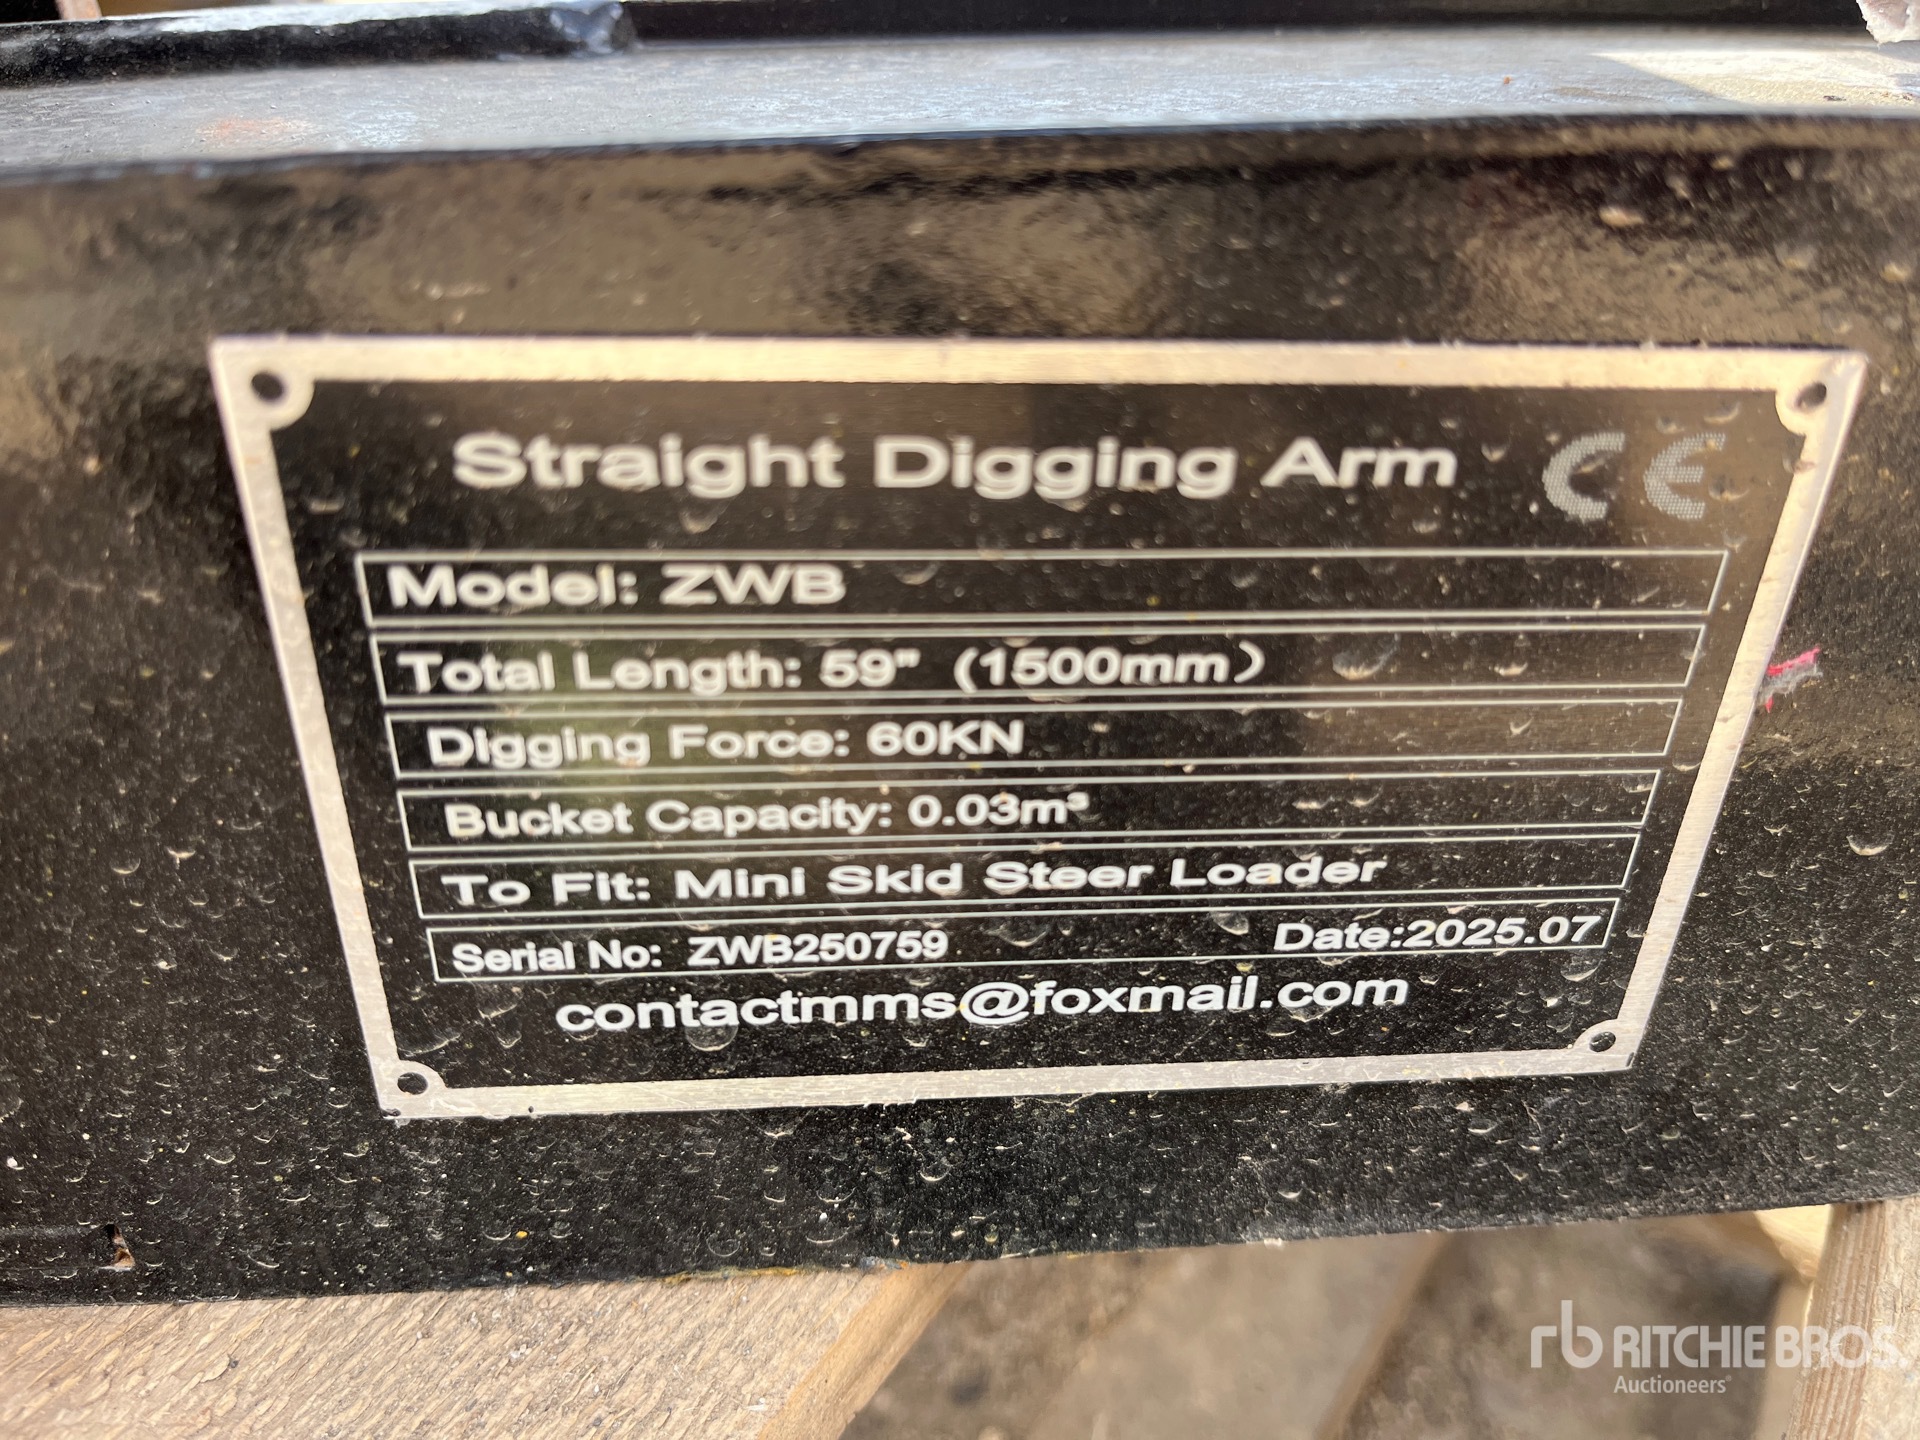 Straight Digging Arm CE
Model: ZWB
Total Length: 59" (1500mm)
Digging Force: 60KN
Bucket Capacity: 0.03m³
To Fit: Mini Skid Steer Loader
Serial No: ZWB250759 Date:2025.07
contactmms@foxmail.com
rb RITCHIE BROS.
Auctioneers